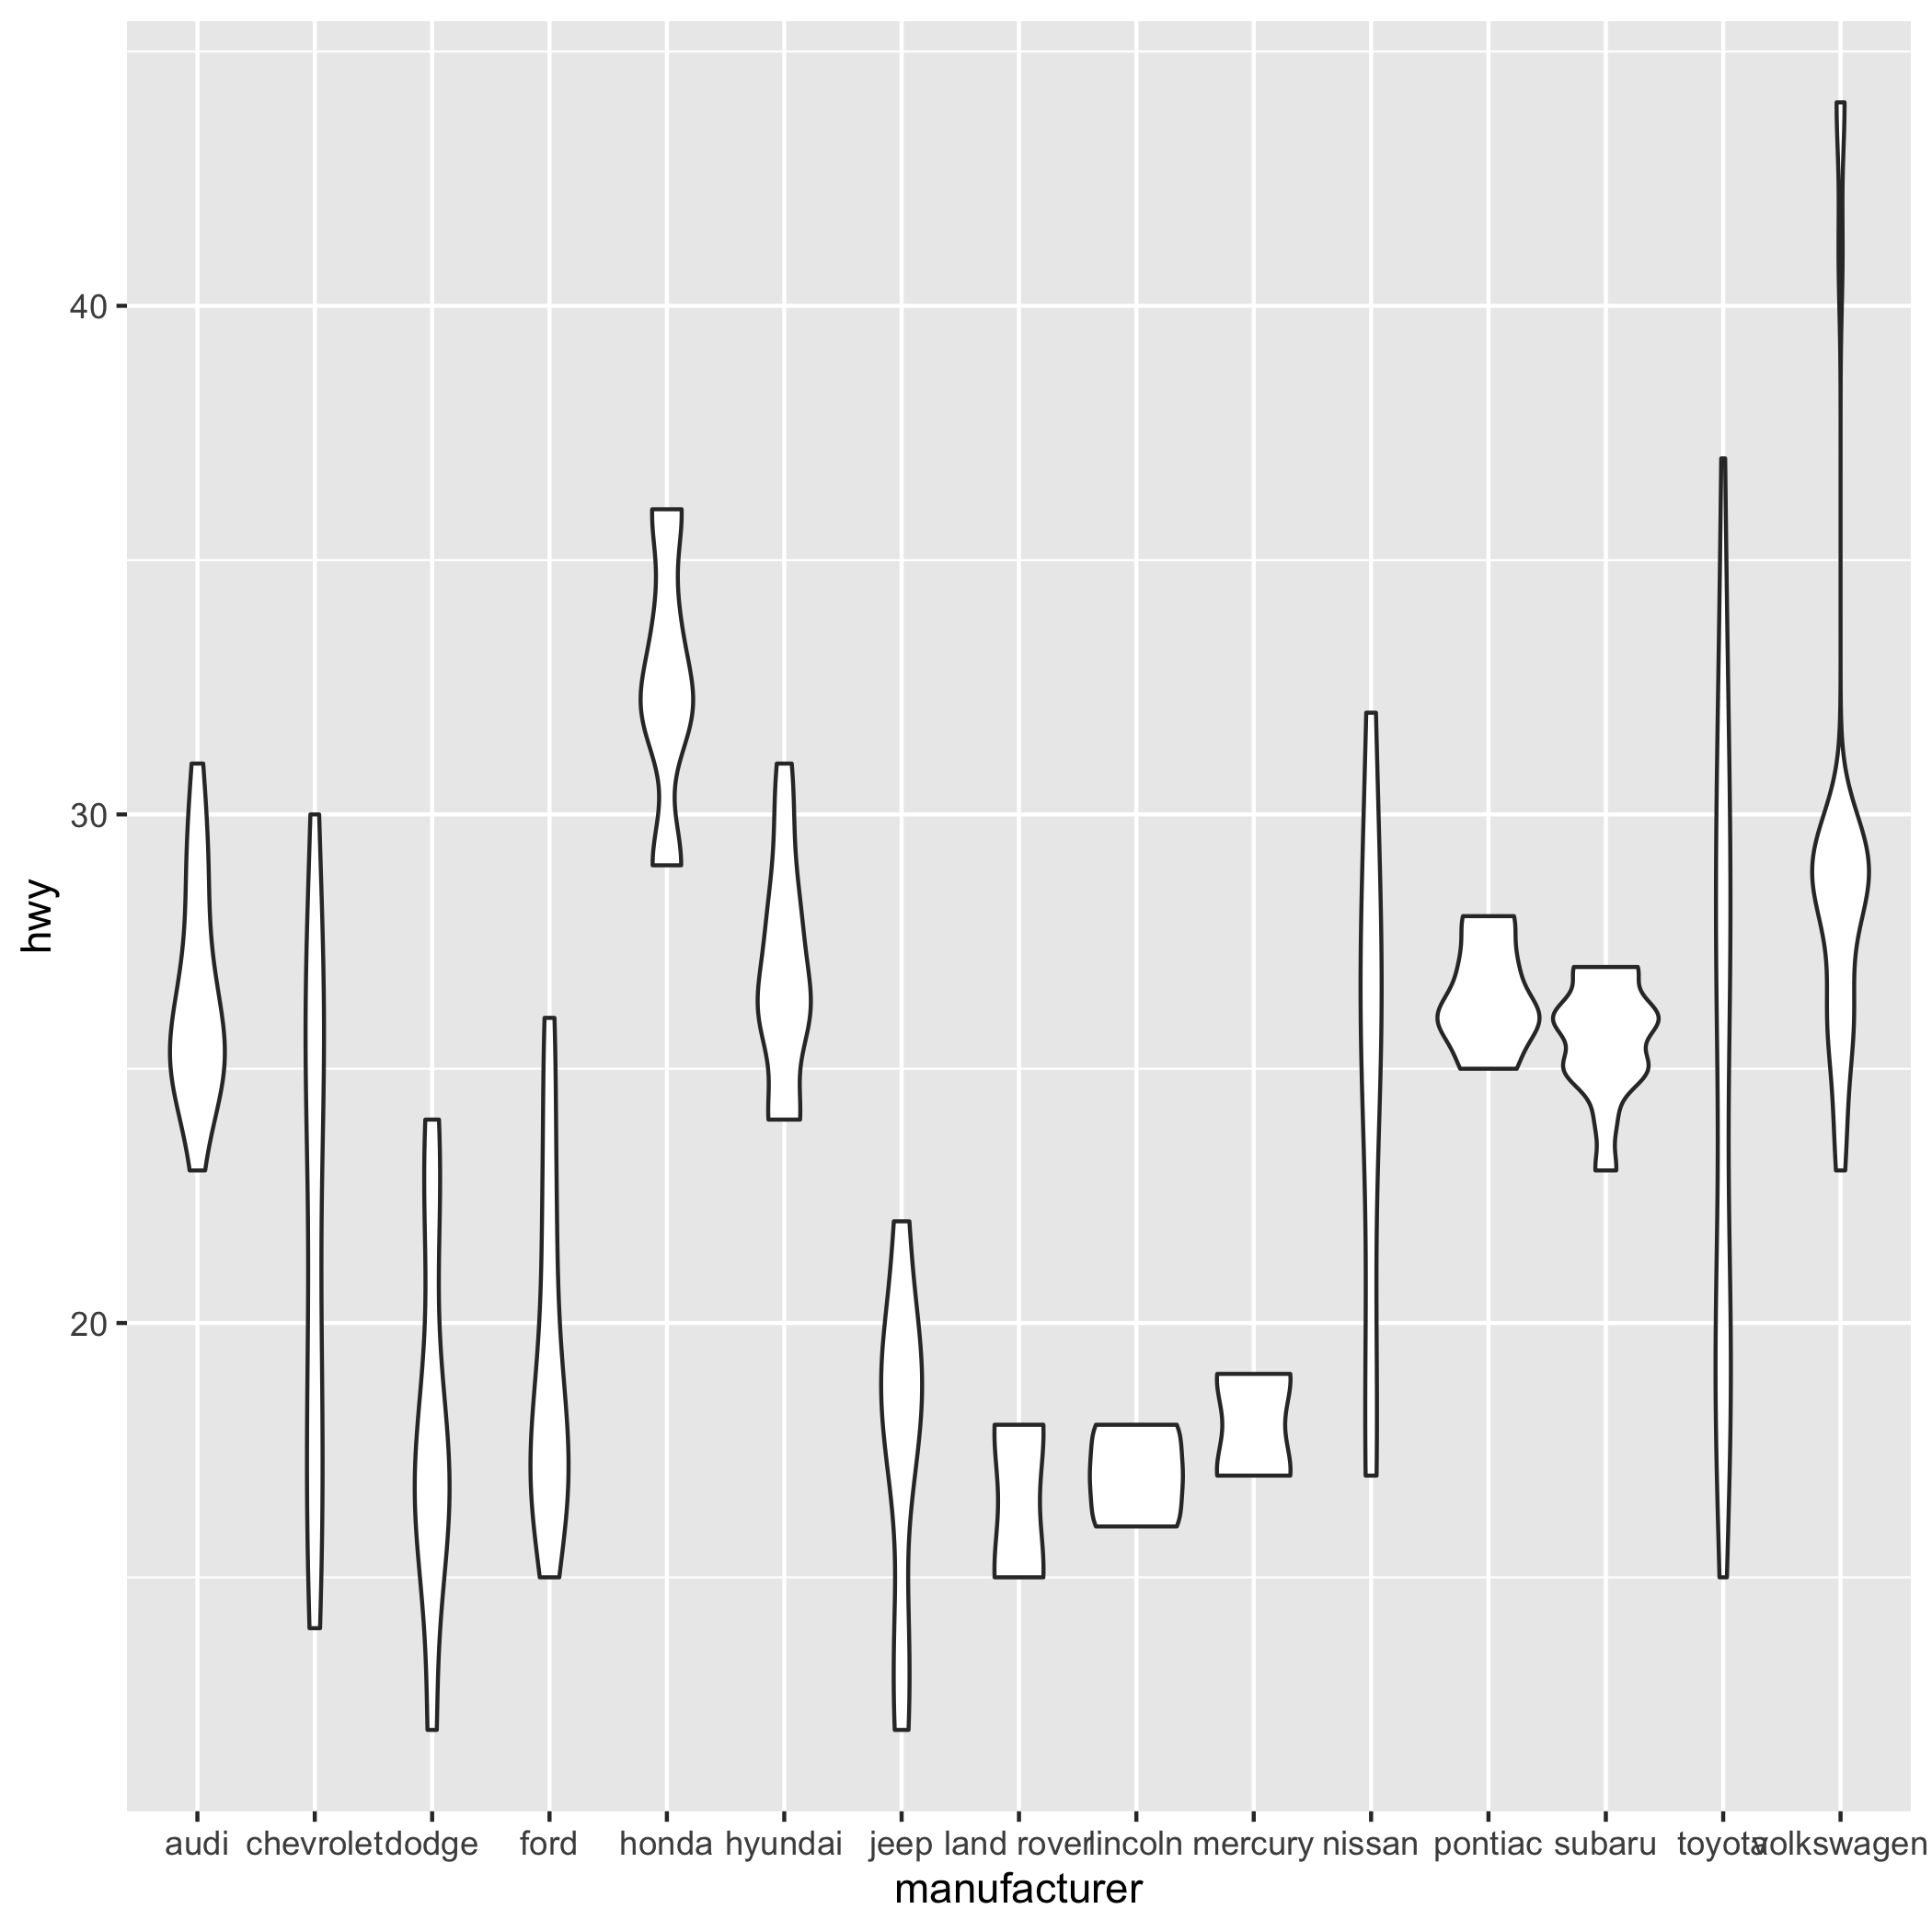 40
30
20
hwy
audi chevrolet dodge ford honda hyundai jeep land rover lincoln mercury nissan pontiac subaru toyota volkswagen
manufacturer